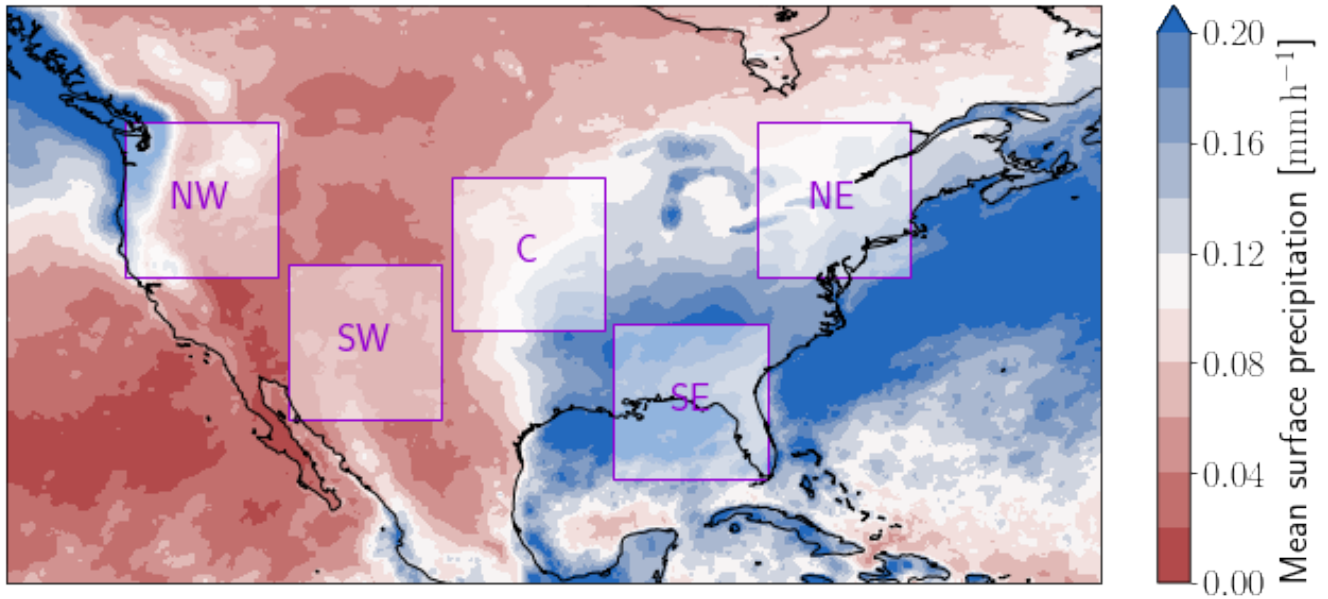 NW
NE
C
SW
SE
0.20
0.16
0.12
0.08
0.04
0.00
Mean surface precipitation [mm h⁻¹]